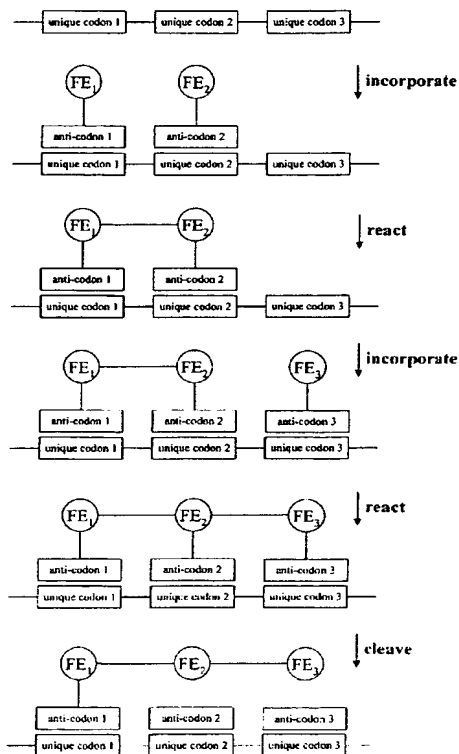 unique codon 1 unique codon 2 unique codon 3
incorporate
FE1 FE2
anti-codon 1 anti-codon 2
unique codon 1 unique codon 2 unique codon 3
react
FE1 FE2
anti-codon 1 anti-codon 2
unique codon 1 unique codon 2 unique codon 3
incorporate
FE1 FE2 FE3
anti-codon 1 anti-codon 2 anti-codon 3
unique codon 1 unique codon 2 unique codon 3
react
FE1 FE2 FE3
anti-codon 1 anti-codon 2 anti-codon 3
unique codon 1 unique codon 2 unique codon 3
cleave
FE1 FE2 FE3
anti-codon 1 anti-codon 2 anti-codon 3
unique codon 1 unique codon 2 unique codon 3